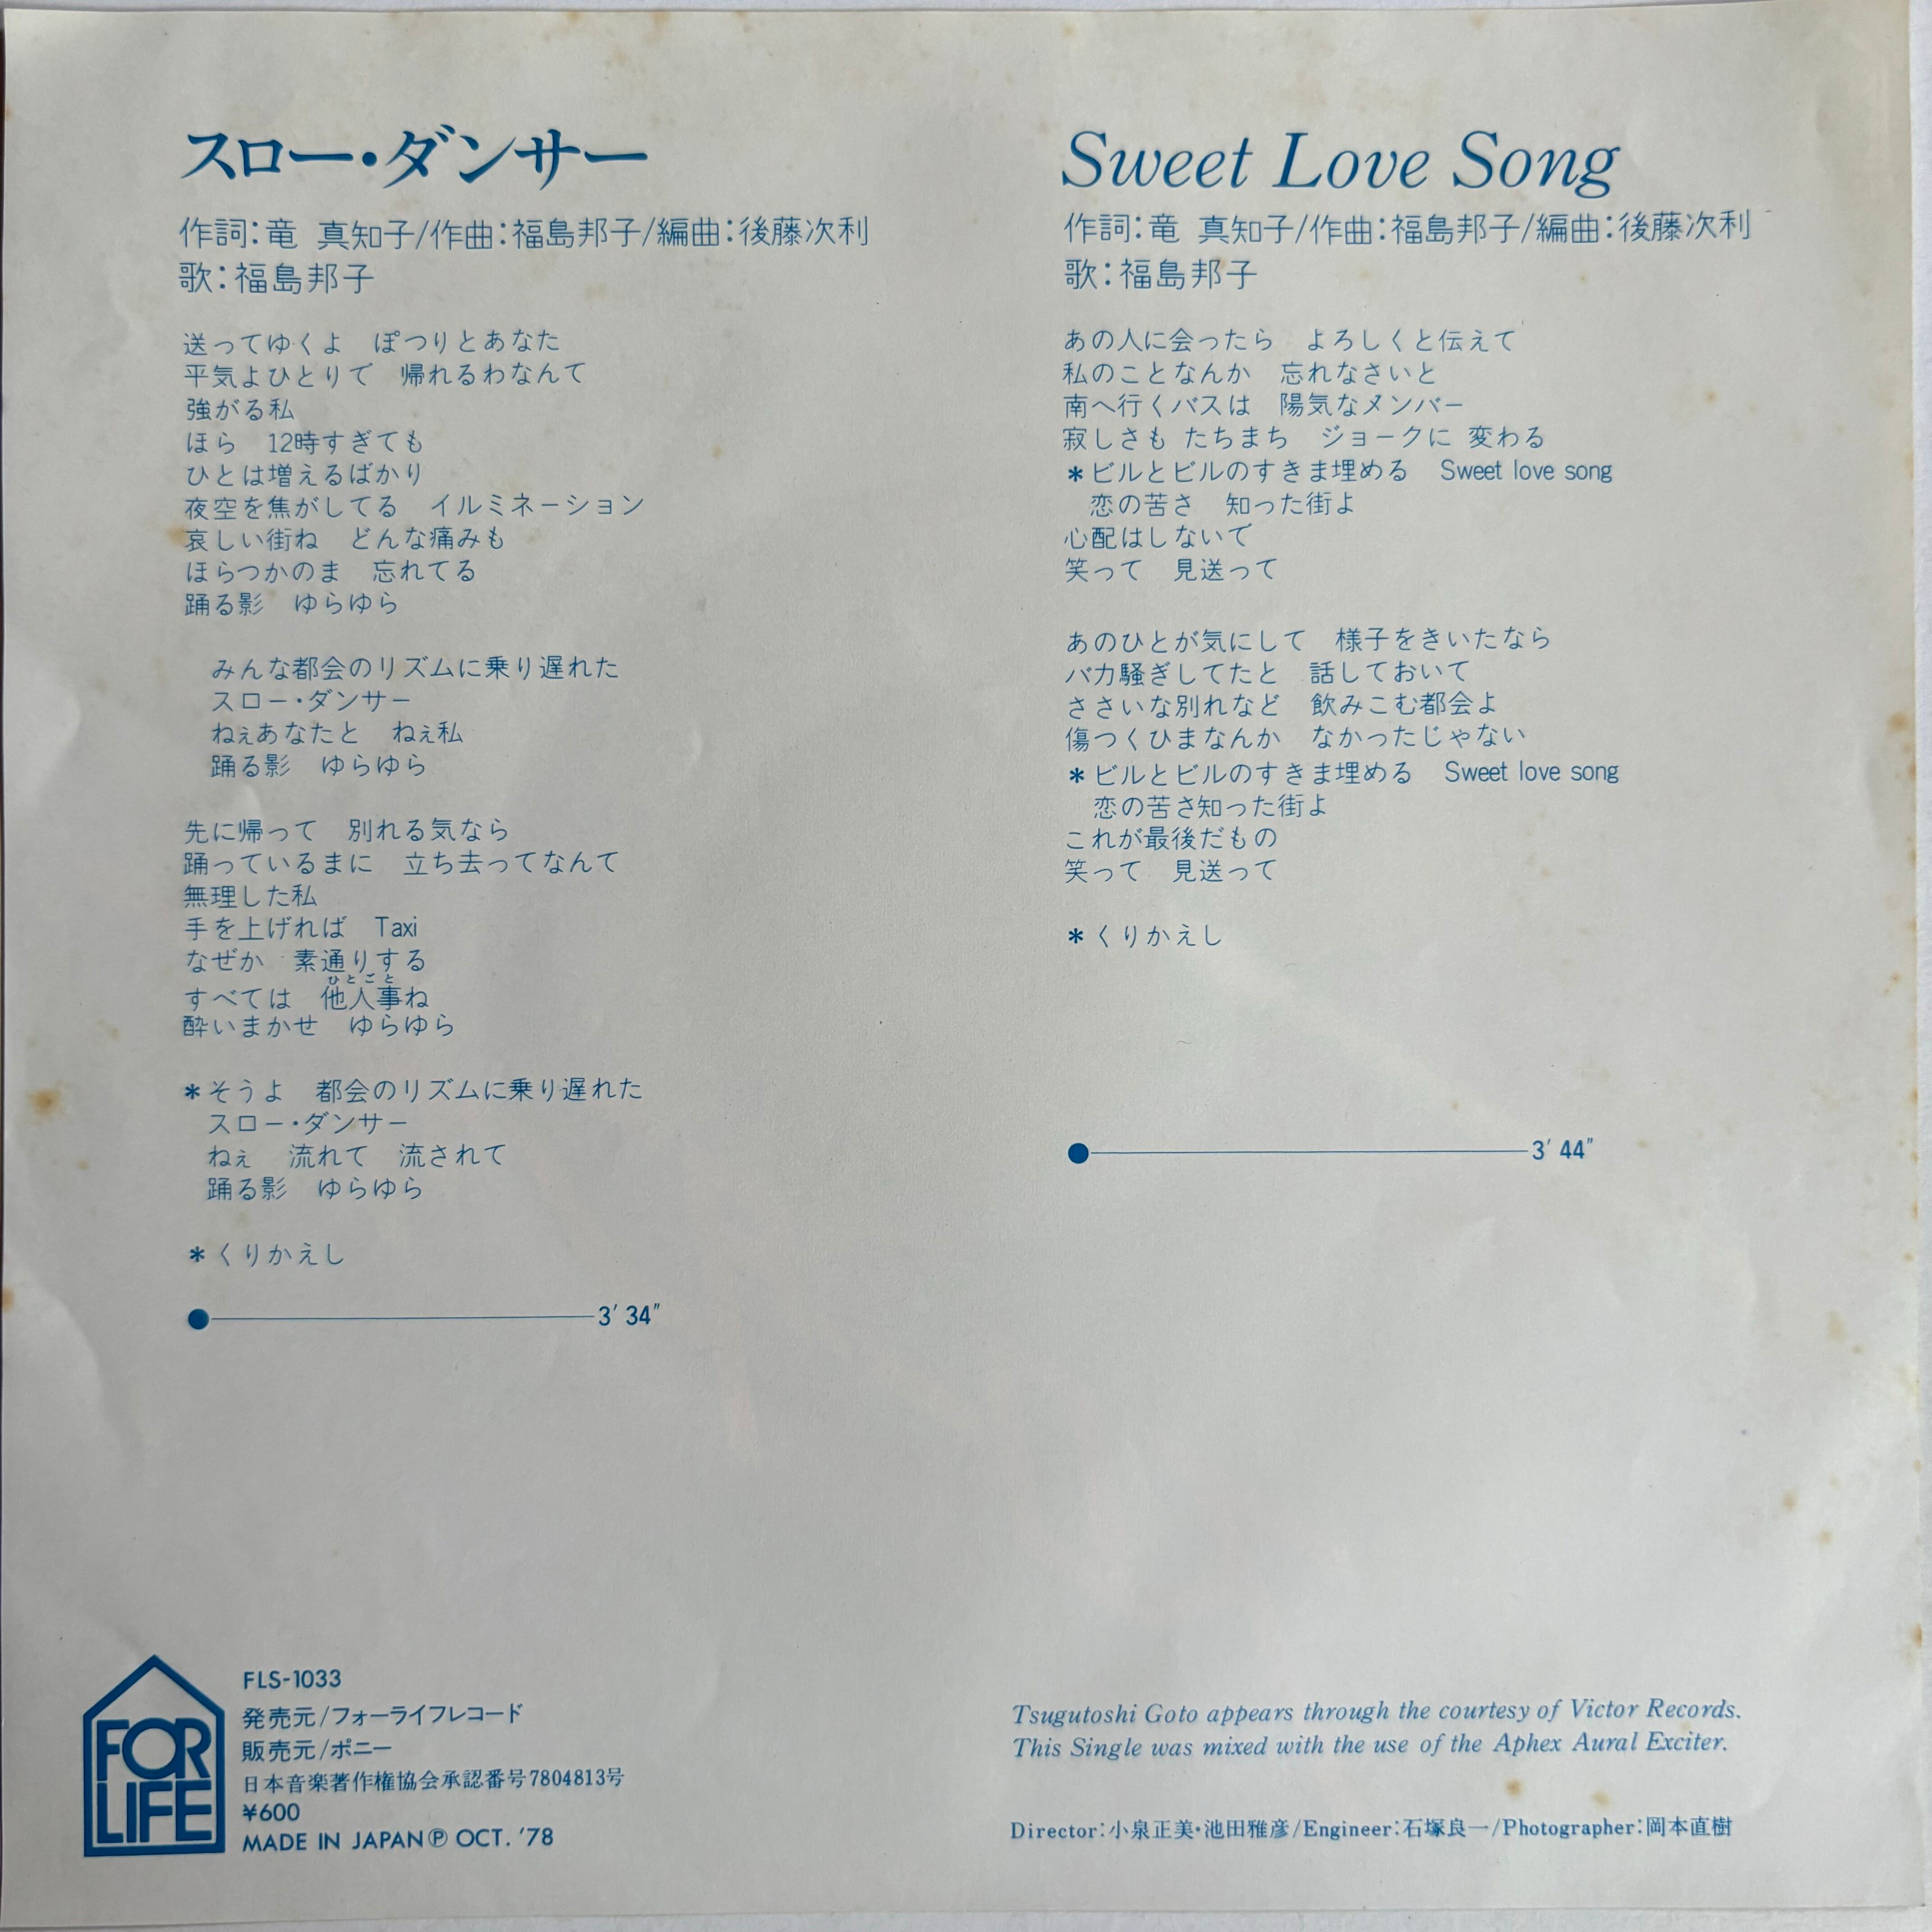 スロー・ダンサー
作詞:竜 真知子/作曲:福島邦子/編曲:後藤次利
歌:福島邦子
送ってゆくよ ぽつりとあなた
平気よひとりで 帰れるわなんて
強がる私
ほら 12時すぎても
ひとは増えるばかり
夜空を焦がしてる イルミネーション
哀しい街ね どんな痛みも
ほらつかのま 忘れてる
踊る影 ゆらゆら
みんな都会のリズムに乗り遅れた
スロー・ダンサー
ねぇあなたと ねぇ私
踊る影 ゆらゆら
先に帰って 別れる気なら
踊っているまに 立ち去ってなんて
無理した私
手を上げれば Taxi
なぜか 素通りする
ひとごと
すべては 他人事ね
酔いまかせ ゆらゆら
*そうよ 都会のリズムに乗り遅れた
スロー・ダンサー
ねぇ 流れて 流されて
踊る影 ゆらゆら
*くりかえし
3′34″
Sweet Love Song
作詞:竜 真知子/作曲:福島邦子/編曲:後藤次利
歌:福島邦子
あの人に会ったら よろしくと伝えて
私のことなんか 忘れなさいと
南へ行くバスは 陽気なメンバー
寂しさも たちまち ジョークに 変わる
*ビルとビルのすきま埋める Sweet love song
恋の苦さ 知った街よ
心配はしないで
笑って 見送って
あのひとが気にして 様子をきいたなら
バカ騒ぎしてたと 話しておいて
ささいな別れなど 飲みこむ都会よ
傷つくひまなんか なかったじゃない
*ビルとビルのすきま埋める Sweet love song
恋の苦さ知った街よ
これが最後だもの
笑って 見送って
*くりかえし
3′44″
FOR LIFE
FLS-1033
発売元/フォーライフレコード
販売元/ポニー
日本音楽著作権協会承認番号7804813号
¥600
MADE IN JAPAN Ⓟ OCT. '78
Tsugutoshi Goto appears through the courtesy of Victor Records.
This Single was mixed with the use of the Aphex Aural Exciter.
Director:小泉正美・池田雅彦/Engineer:石塚良一/Photographer:岡本直樹